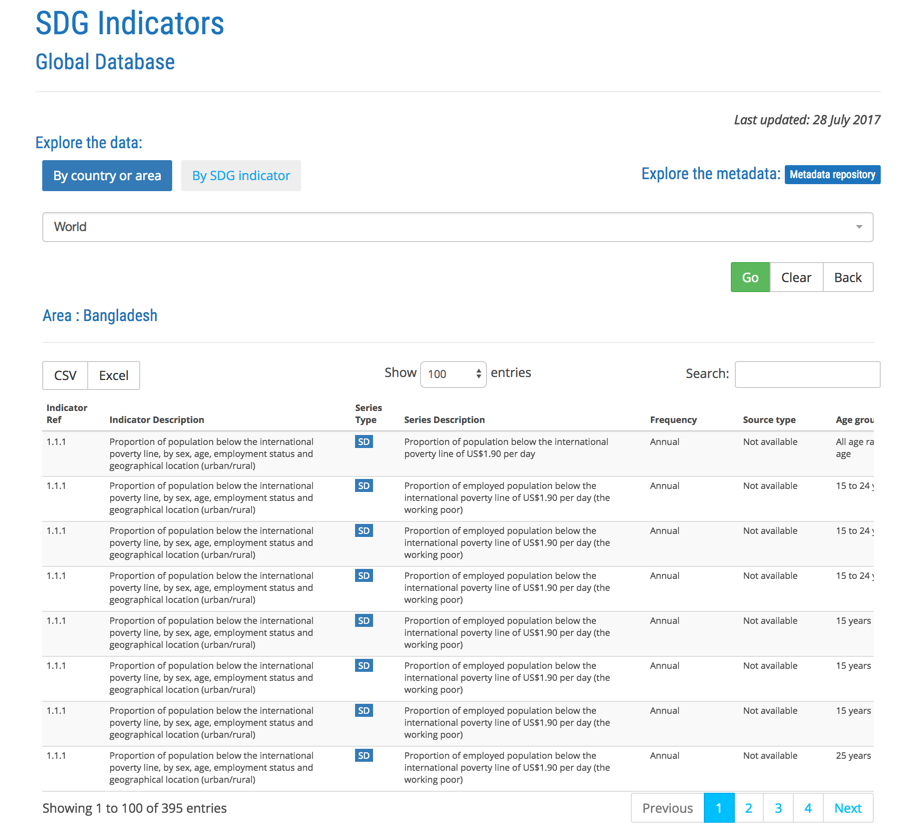 SDG Indicators
Global Database
Last updated: 28 July 2017
Explore the data:
By country or area By SDG indicator
Explore the metadata: Metadata repository
World
Go Clear Back
Area : Bangladesh
CSV Excel Show 100 entries Search:
Indicator Ref Indicator Description Series Type Series Description Frequency Source type Age grou
1.1.1 Proportion of population below the international SD Proportion of population below the international Annual Not available All age ra
poverty line, by sex, age, employment status and poverty line of US$1.90 per day age
geographical location (urban/rural)
1.1.1 Proportion of population below the international SD Proportion of employed population below the Annual Not available 15 to 24 y
poverty line, by sex, age, employment status and international poverty line of US$1.90 per day (the
geographical location (urban/rural) working poor)
1.1.1 Proportion of population below the international SD Proportion of employed population below the Annual Not available 15 to 24 y
poverty line, by sex, age, employment status and international poverty line of US$1.90 per day (the
geographical location (urban/rural) working poor)
1.1.1 Proportion of population below the international SD Proportion of employed population below the Annual Not available 15 to 24 y
poverty line, by sex, age, employment status and international poverty line of US$1.90 per day (the
geographical location (urban/rural) working poor)
1.1.1 Proportion of population below the international SD Proportion of employed population below the Annual Not available 15 years
poverty line, by sex, age, employment status and international poverty line of US$1.90 per day (the
geographical location (urban/rural) working poor)
1.1.1 Proportion of population below the international SD Proportion of employed population below the Annual Not available 15 years
poverty line, by sex, age, employment status and international poverty line of US$1.90 per day (the
geographical location (urban/rural) working poor)
1.1.1 Proportion of population below the international SD Proportion of employed population below the Annual Not available 15 years
poverty line, by sex, age, employment status and international poverty line of US$1.90 per day (the
geographical location (urban/rural) working poor)
1.1.1 Proportion of population below the international SD Proportion of employed population below the Annual Not available 25 years
poverty line, by sex, age, employment status and international poverty line of US$1.90 per day (the
geographical location (urban/rural) working poor)
Showing 1 to 100 of 395 entries Previous 1 2 3 4 Next